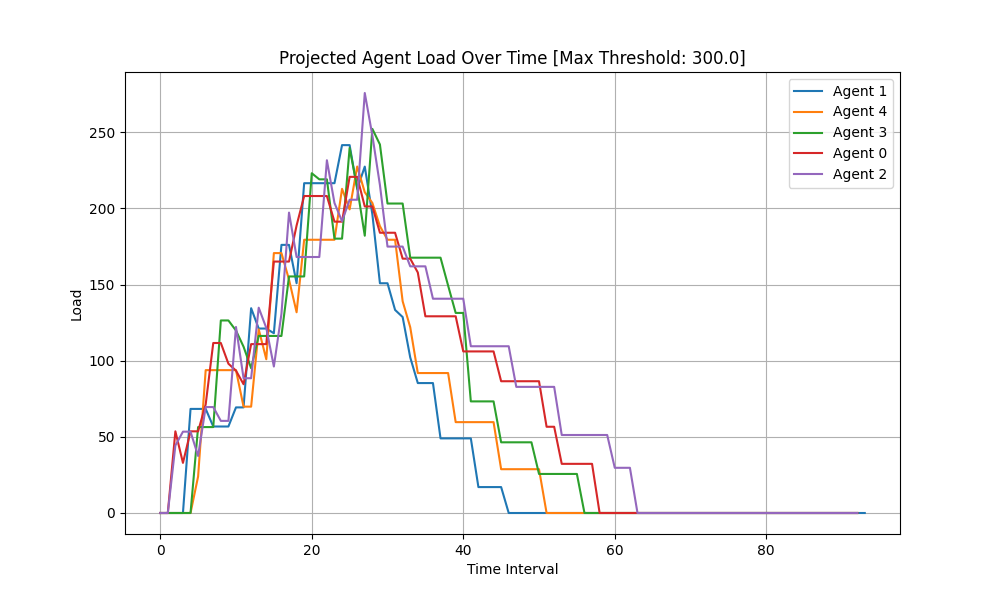 Projected Agent Load Over Time [Max Threshold: 300.0]
Agent 1
Agent 4
Agent 3
Agent 0
Agent 2
250
200
150
100
50
0
Load
0 20 40 60 80
Time Interval